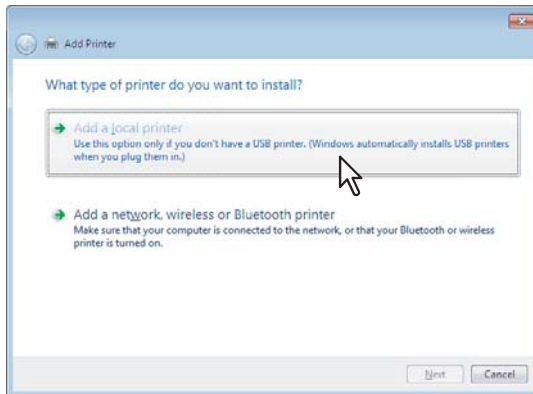 Add Printer
What type of printer do you want to install?
Add a local printer
Use this option only if you don't have a USB printer. (Windows automatically installs USB printers
when you plug them in.)
Add a network, wireless or Bluetooth printer
Make sure that your computer is connected to the network, or that your Bluetooth or wireless
printer is turned on.
Next
Cancel